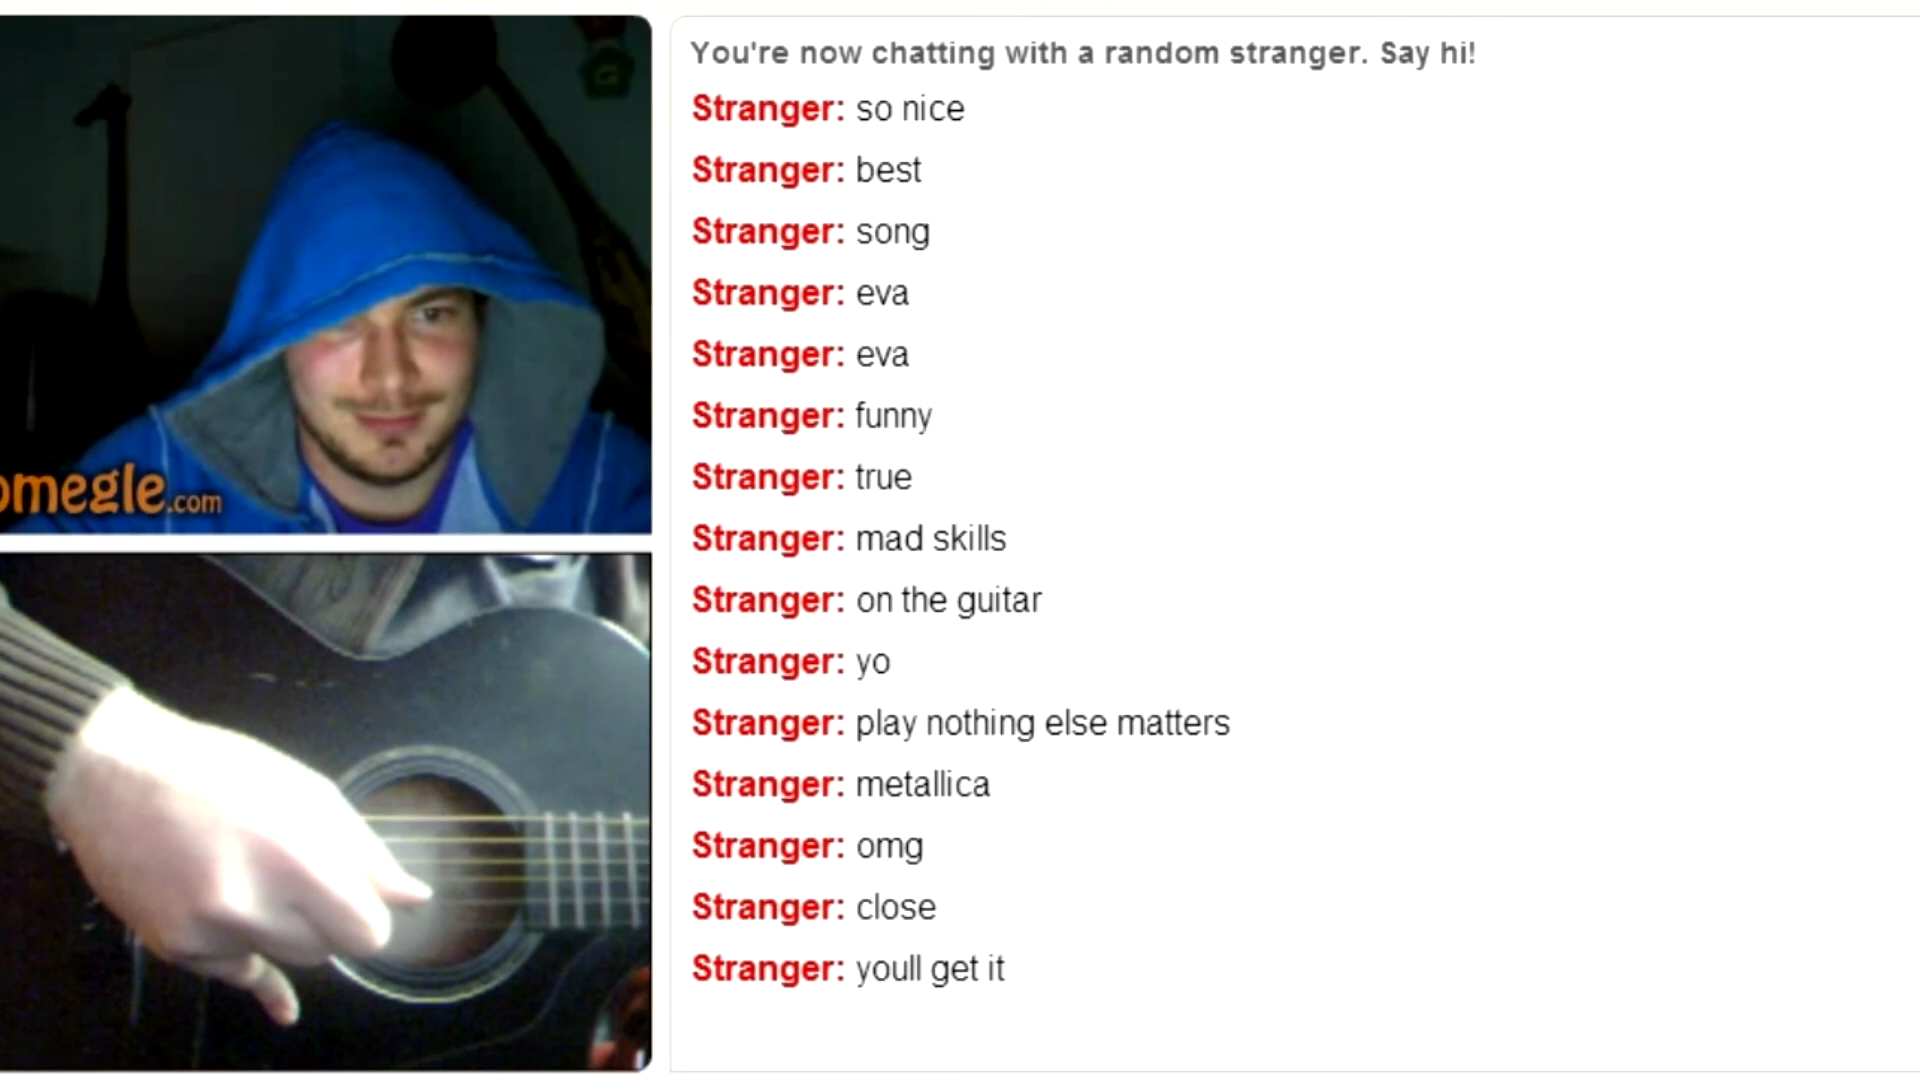 You're now chatting with a random stranger. Say hi!
Stranger: so nice
Stranger: best
Stranger: song
Stranger: eva
Stranger: eva
Stranger: funny
Stranger: true
Stranger: mad skills
Stranger: on the guitar
Stranger: yo
Stranger: play nothing else matters
Stranger: metallica
Stranger: omg
Stranger: close
Stranger: youll get it
omegle.com